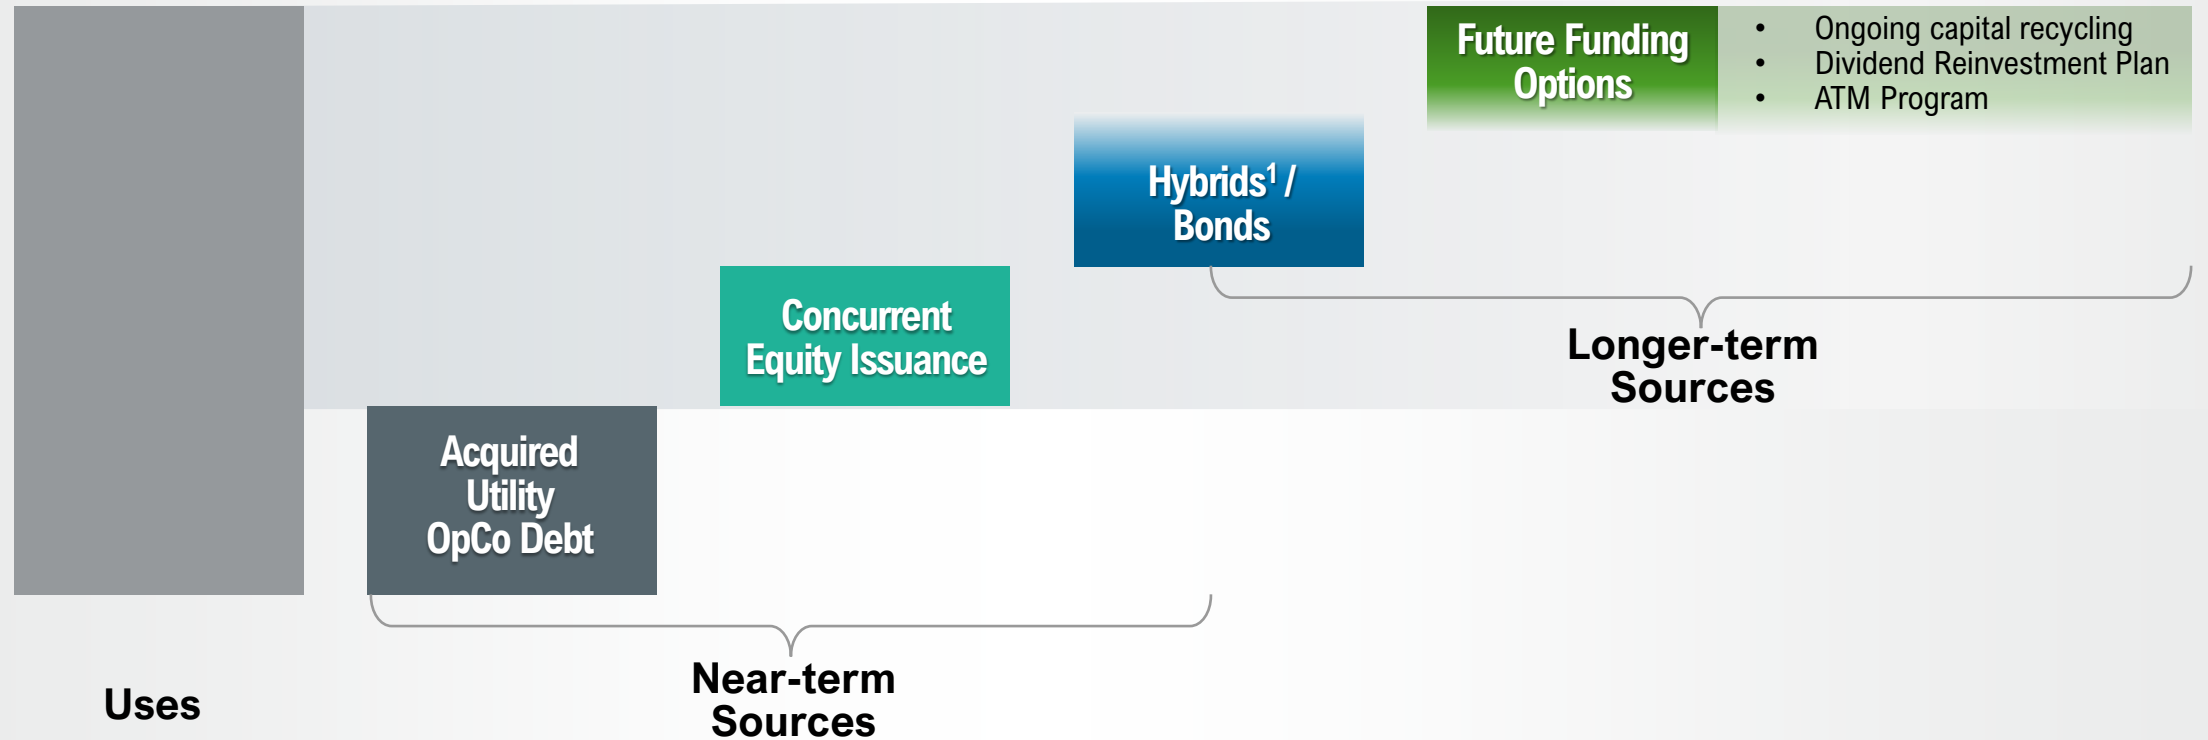 Future Funding
Options
• Ongoing capital recycling
• Dividend Reinvestment Plan
• ATM Program
Hybrids¹ /
Bonds
Concurrent
Equity Issuance
Longer-term
Sources
Acquired
Utility
OpCo Debt
Near-term
Sources
Uses